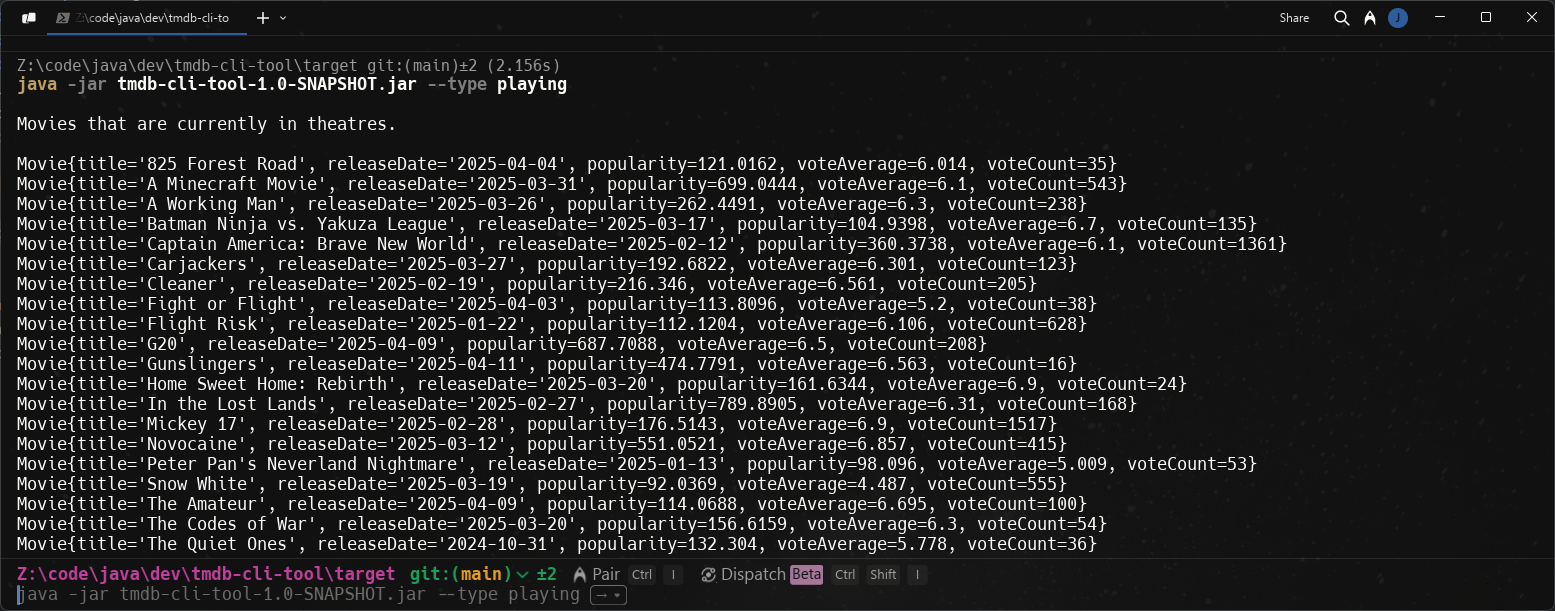 Z:\code\java\dev\tmdb-cli-to
Share
J
Z:\code\java\dev\tmdb-cli-tool\target git:(main)±2 (2.156s)
java -jar tmdb-cli-tool-1.0-SNAPSHOT.jar --type playing
Movies that are currently in theatres.
Movie{title='825 Forest Road', releaseDate='2025-04-04', popularity=121.0162, voteAverage=6.014, voteCount=35}
Movie{title='A Minecraft Movie', releaseDate='2025-03-31', popularity=699.0444, voteAverage=6.1, voteCount=543}
Movie{title='A Working Man', releaseDate='2025-03-26', popularity=262.4491, voteAverage=6.3, voteCount=238}
Movie{title='Batman Ninja vs. Yakuza League', releaseDate='2025-03-17', popularity=104.9398, voteAverage=6.7, voteCount=135}
Movie{title='Captain America: Brave New World', releaseDate='2025-02-12', popularity=360.3738, voteAverage=6.1, voteCount=1361}
Movie{title='Carjackers', releaseDate='2025-03-27', popularity=192.6822, voteAverage=6.301, voteCount=123}
Movie{title='Cleaner', releaseDate='2025-02-19', popularity=216.346, voteAverage=6.561, voteCount=205}
Movie{title='Fight or Flight', releaseDate='2025-04-03', popularity=113.8096, voteAverage=5.2, voteCount=38}
Movie{title='Flight Risk', releaseDate='2025-01-22', popularity=112.1204, voteAverage=6.106, voteCount=628}
Movie{title='G20', releaseDate='2025-04-09', popularity=687.7088, voteAverage=6.5, voteCount=208}
Movie{title='Gunslingers', releaseDate='2025-04-11', popularity=474.7791, voteAverage=6.563, voteCount=16}
Movie{title='Home Sweet Home: Rebirth', releaseDate='2025-03-20', popularity=161.6344, voteAverage=6.9, voteCount=24}
Movie{title='In the Lost Lands', releaseDate='2025-02-27', popularity=789.8905, voteAverage=6.31, voteCount=168}
Movie{title='Mickey 17', releaseDate='2025-02-28', popularity=176.5143, voteAverage=6.9, voteCount=1517}
Movie{title='Novocaine', releaseDate='2025-03-12', popularity=551.0521, voteAverage=6.857, voteCount=415}
Movie{title='Peter Pan's Neverland Nightmare', releaseDate='2025-01-13', popularity=98.096, voteAverage=5.009, voteCount=53}
Movie{title='Snow White', releaseDate='2025-03-19', popularity=92.0369, voteAverage=4.487, voteCount=555}
Movie{title='The Amateur', releaseDate='2025-04-09', popularity=114.0688, voteAverage=6.695, voteCount=100}
Movie{title='The Codes of War', releaseDate='2025-03-20', popularity=156.6159, voteAverage=6.3, voteCount=54}
Movie{title='The Quiet Ones', releaseDate='2024-10-31', popularity=132.304, voteAverage=5.778, voteCount=36}
Z:\code\java\dev\tmdb-cli-tool\target git:(main) ±2 Pair Ctrl I Dispatch Beta Ctrl Shift I
java -jar tmdb-cli-tool-1.0-SNAPSHOT.jar --type playing